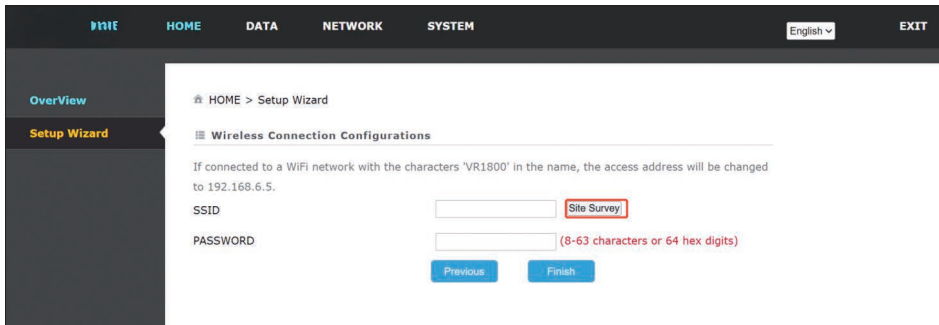 HOME DATA NETWORK SYSTEM English EXIT
OverView
Setup Wizard
HOME > Setup Wizard
Wireless Connection Configurations
If connected to a WiFi network with the characters 'VR1800' in the name, the access address will be changed
to 192.168.6.5.
SSID Site Survey
PASSWORD (8-63 characters or 64 hex digits)
Previous Finish